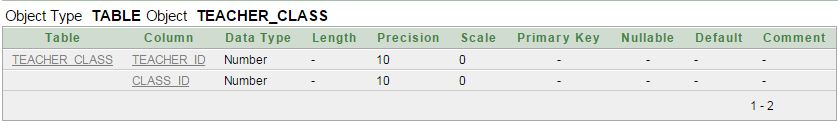 Object Type TABLE Object TEACHER_CLASS
Table Column Data Type Length Precision Scale Primary Key Nullable Default Comment
TEACHER_CLASS TEACHER_ID Number - 10 0 - - - -
CLASS_ID Number - 10 0 - - - -
1 - 2